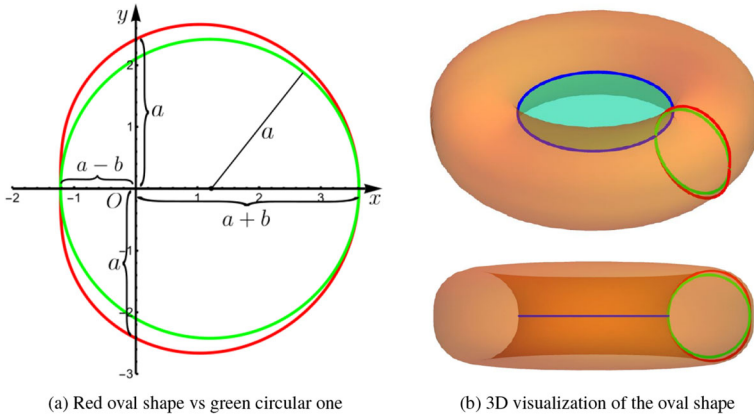 y
2
a
a
1
a − b
-2
-1
O
1
2
3
x
a + b
-1
a
-2
-3
(a) Red oval shape vs green circular one
(b) 3D visualization of the oval shape